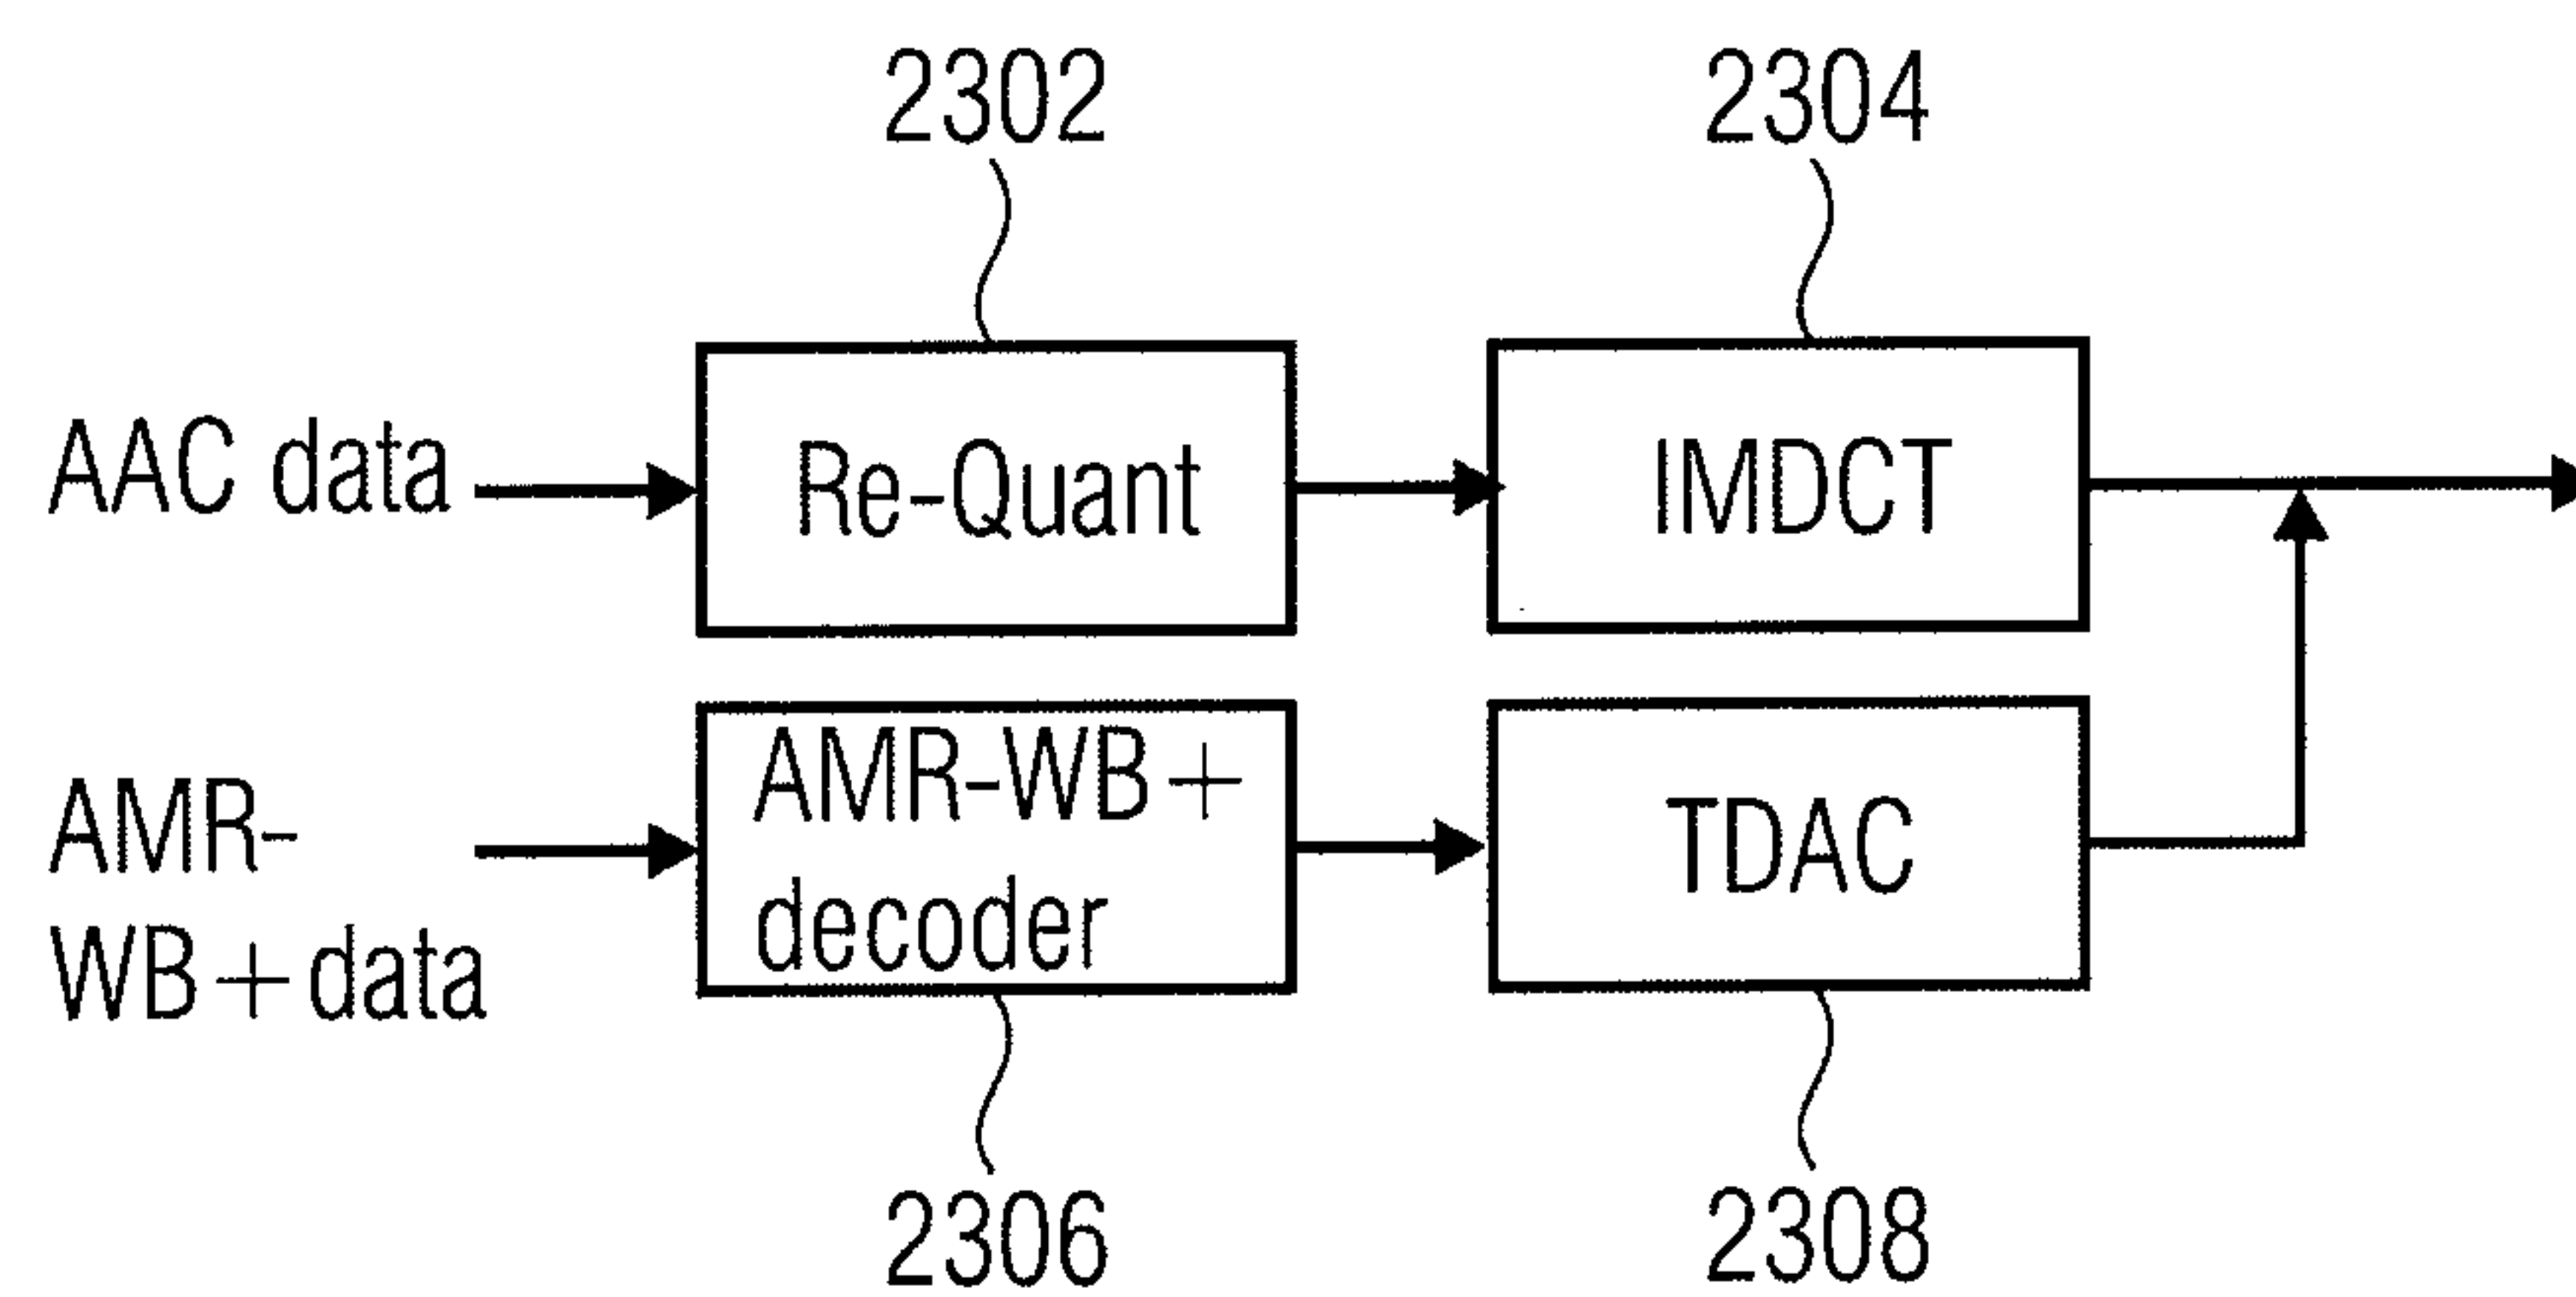 2302
2304
AAC data
Re-Quant
IMDCT
AMR-
WB+data
AMR-WB+
decoder
TDAC
2306
2308